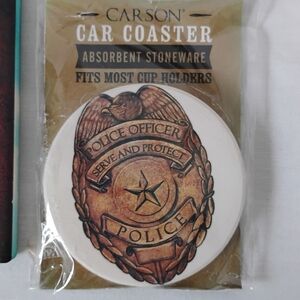 CARSON®
CAR COASTER
ABSORBENT STONEWARE
FITS MOST CUP HOLDERS
POLICE OFFICER
SERVE AND PROTECT
POLICE